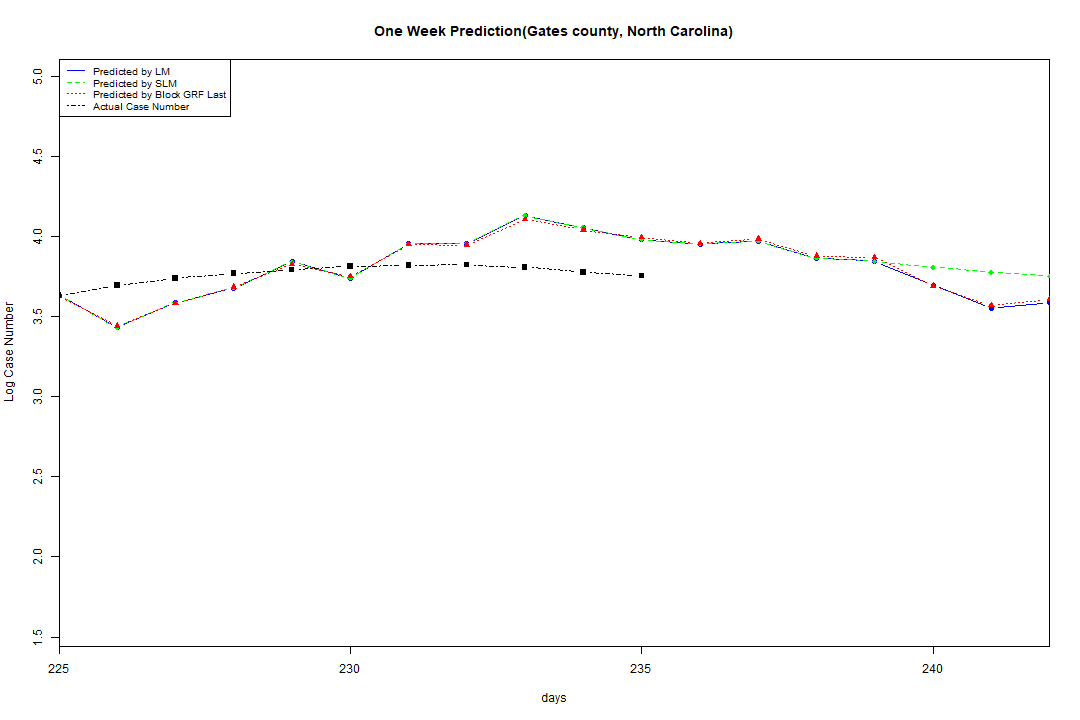 One Week Prediction(Gates county, North Carolina)
Predicted by LM
Predicted by SLM
Predicted by Block GRF Last
Actual Case Number
5.0
4.5
4.0
3.5
3.0
2.5
2.0
1.5
Log Case Number
225
230
235
240
days